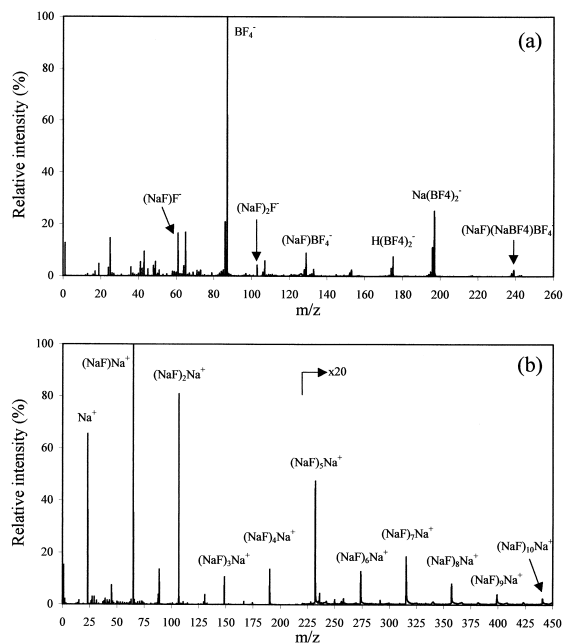 (a)
Relative intensity (%)
100
80
60
40
20
0
BF₄⁻
(NaF)F⁻
(NaF)₂F⁻
(NaF)BF₄⁻
H(BF4)₂⁻
Na(BF4)₂⁻
(NaF)(NaBF4)BF₄⁻
0 20 40 60 80 100 120 140 160 180 200 220 240 260
m/z
(b)
Relative intensity (%)
100
80
60
40
20
0
Na⁺
(NaF)Na⁺
(NaF)₂Na⁺
(NaF)₃Na⁺
(NaF)₄Na⁺
x20
(NaF)₅Na⁺
(NaF)₆Na⁺
(NaF)₇Na⁺
(NaF)₈Na⁺
(NaF)₉Na⁺
(NaF)₁₀Na⁺
0 25 50 75 100 125 150 175 200 225 250 275 300 325 350 375 400 425 450
m/z